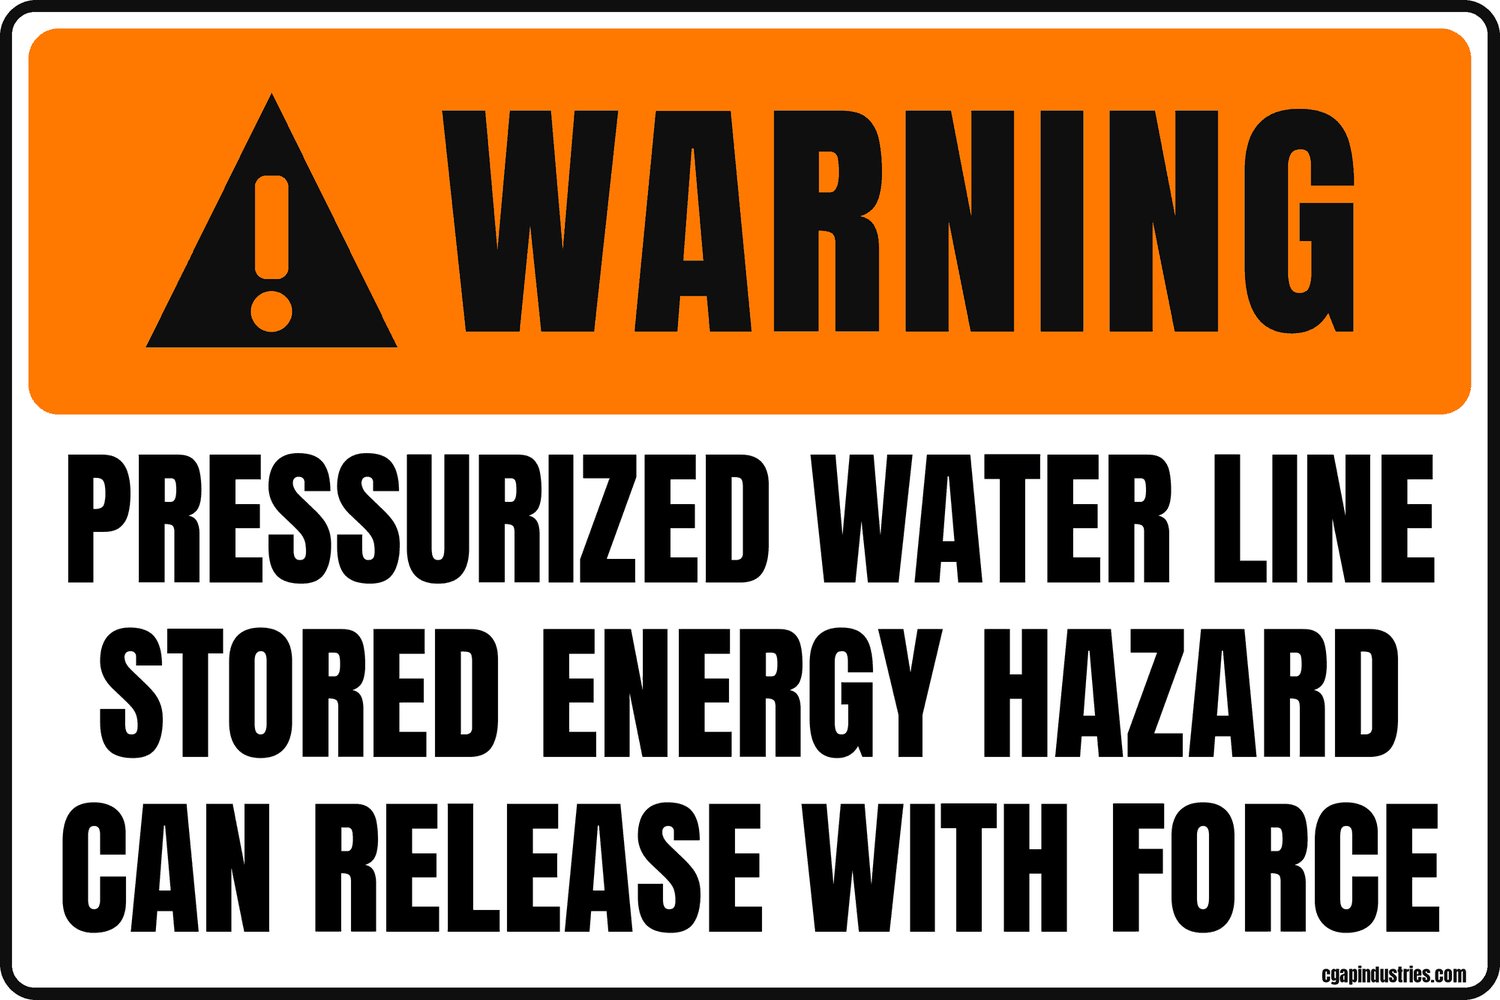 WARNING
PRESSURIZED WATER LINE
STORED ENERGY HAZARD
CAN RELEASE WITH FORCE
cgapindustries.com